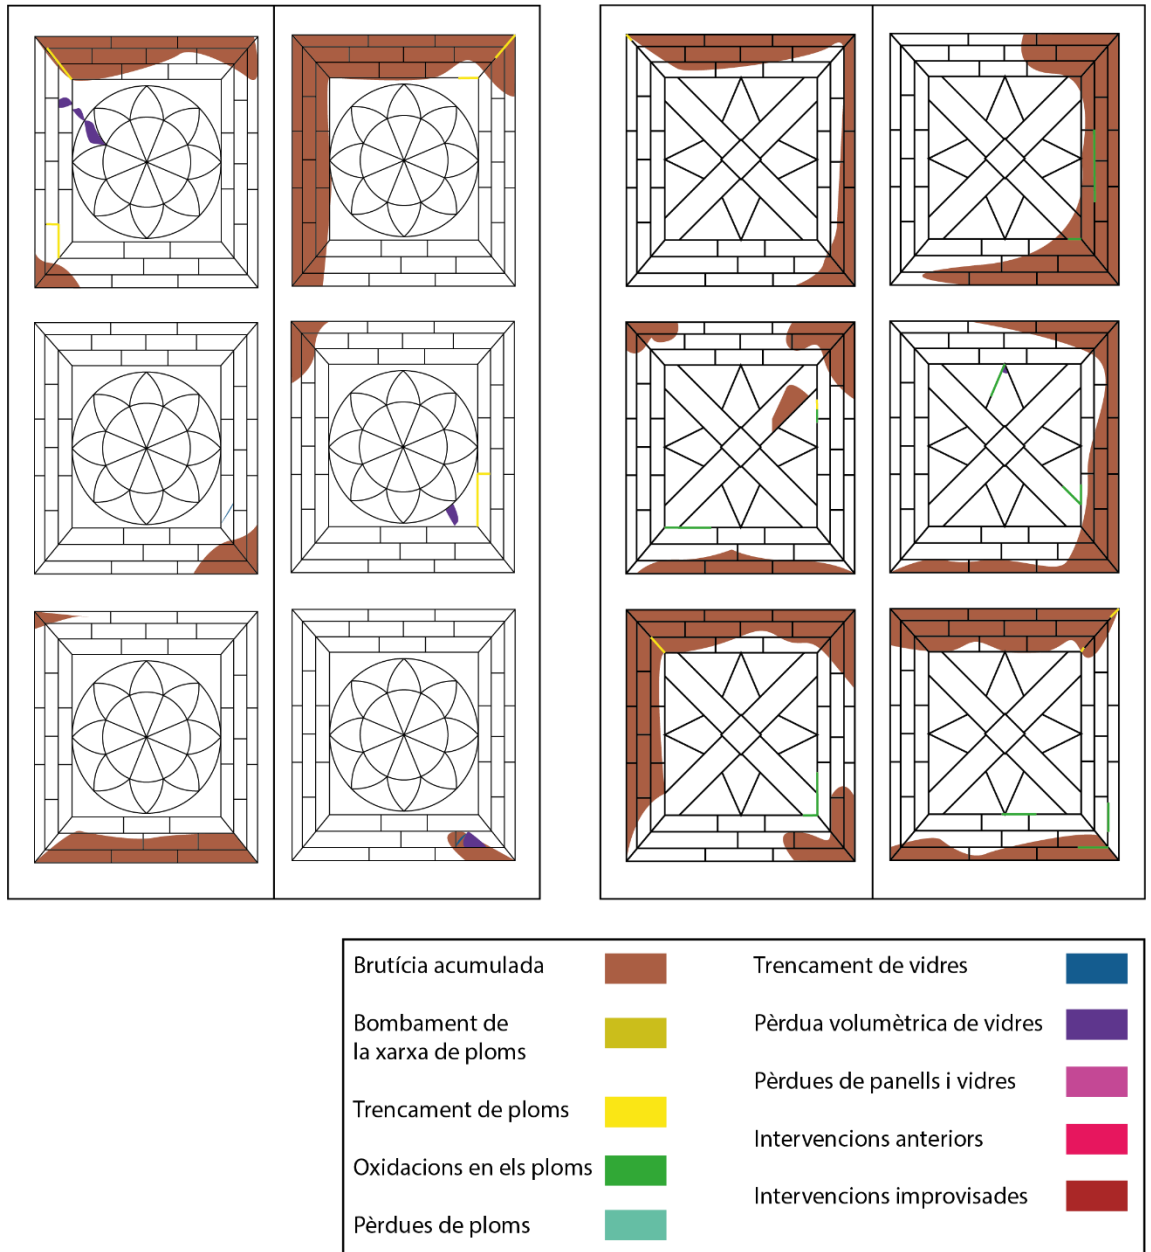 Brutícia acumulada
Bombament de
la xarxa de ploms
Trencament de ploms
Oxidacions en els ploms
Pèrdues de ploms
Trencament de vidres
Pèrdua volumètrica de vidres
Pèrdues de panells i vidres
Intervencions anteriors
Intervencions improvisades